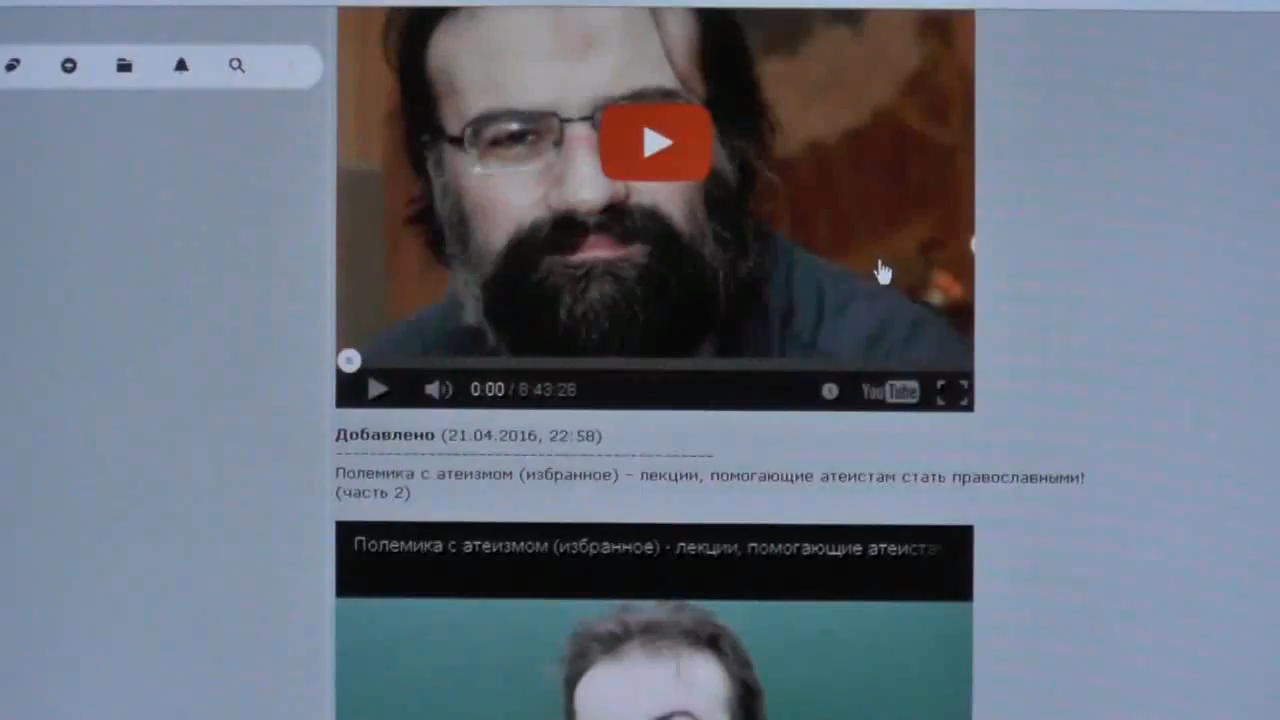 0:00 / 8:43:28
YouTube
Добавлено (21.04.2016, 22:58)
---------------------------------------------
Полемика с атеизмом (избранное) - лекции, помогающие атеистам стать православными!
(часть 2)
Полемика с атеизмом (избранное) - лекции, помогающие атеиста